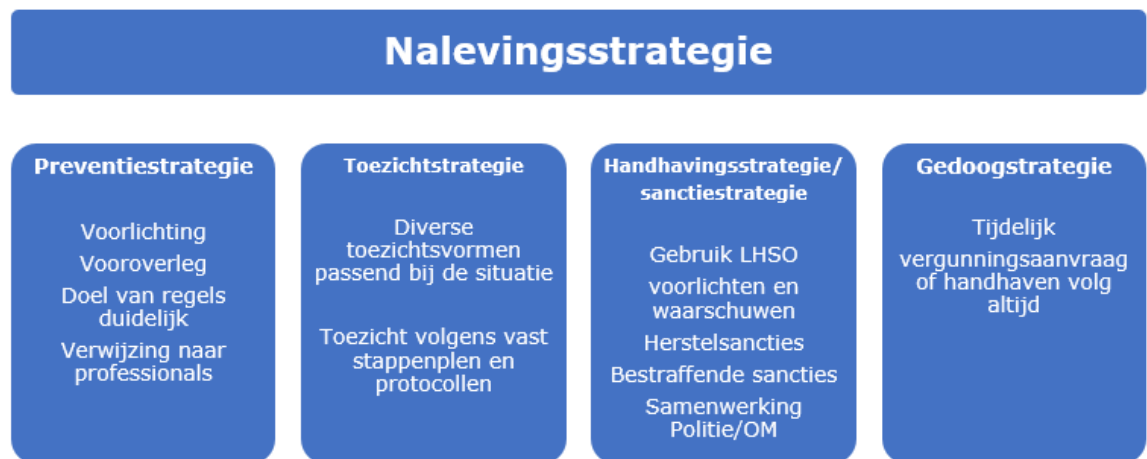 Nalevingsstrategie
Preventiestrategie
Voorlichting
Vooroverleg
Doel van regels
duidelijk
Verwijzing naar
professionals
Toezichtstrategie
Diverse
toezichtsvormen
passend bij de situatie
Toezicht volgens vast
stappenplen en
protocollen
Handhavingsstrategie/
sanctiestrategie
Gebruik LHSO
voorlichten en
waarschuwen
Herstelsancties
Bestraffende sancties
Samenwerking
Politie/OM
Gedoogstrategie
Tijdelijk
vergunningsaanvraag
of handhaven volg
altijd